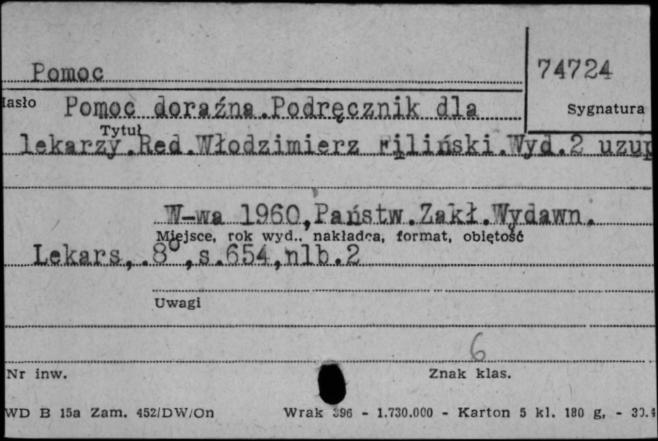 Pomoc
74724
Hasło Pomoc doraźna.Podręcznik dla
Sygnatura
Tytuł
lekarzy.Red.Włodzimierz Filiński.Wyd.2 uzup
W-wa 1960,Państw.Zakł.Wydawn.
Miejsce, rok wyd., nakładca, format, objętość
Lekars,.8°,s.654,nlb.2
Uwagi
6
Nr inw.
Znak klas.
WD B 15a Zam. 452/DW/On Wrak 396 - 1.730.000 - Karton 5 kl. 180 g, -